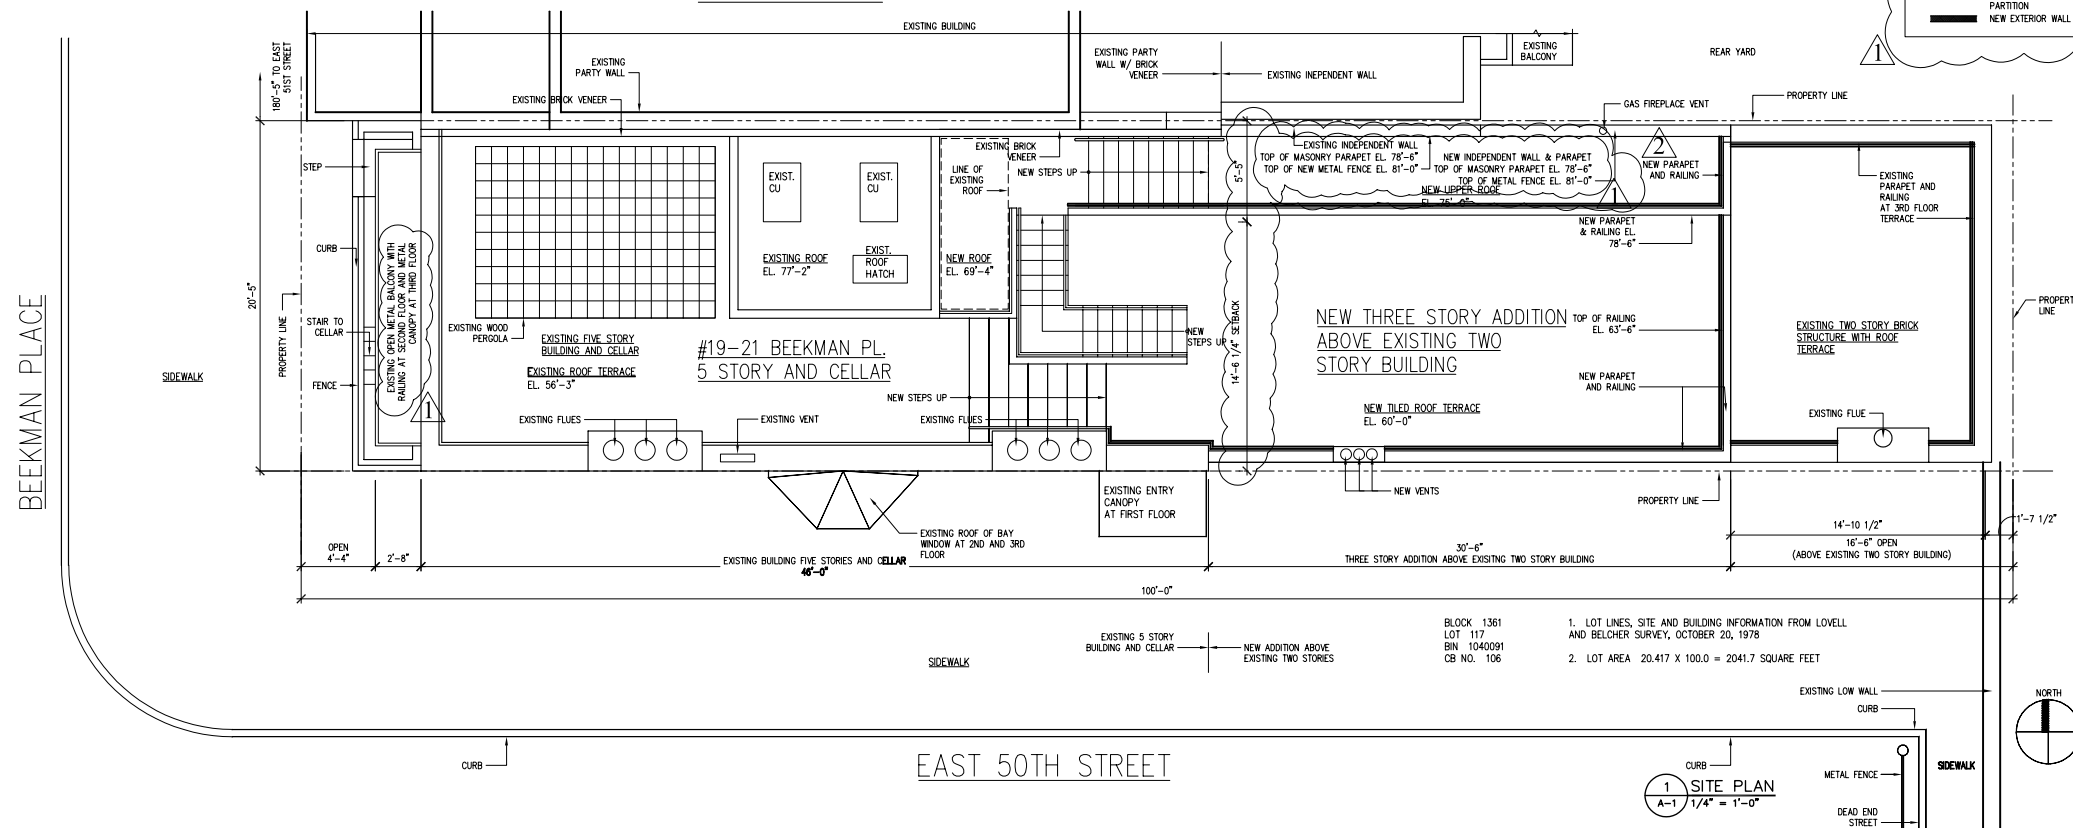 PARTITION
NEW EXTERIOR WALL
1
EXISTING BUILDING
180'-5" TO EAST
51ST STREET
EXISTING
PARTY WALL
EXISTING PARTY
WALL W/ BRICK
VENEER
EXISTING INEPENDENT WALL
EXISTING
BALCONY
REAR YARD
EXISTING BRICK VENEER
GAS FIREPLACE VENT
PROPERTY LINE
STEP
EXIST.
CU
EXIST.
CU
LINE OF
EXISTING
ROOF
EXISTING BRICK
VENEER
NEW STEPS UP
5'-5"
EXISTING INDEPENDENT WALL
TOP OF MASONRY PARAPET EL. 78'-6"
TOP OF NEW METAL FENCE EL. 81'-0"
NEW INDEPENDENT WALL & PARAPET
TOP OF MASONRY PARAPET EL. 78'-6"
TOP OF METAL FENCE EL. 81'-0"
NEW UPPER ROOF
EL. 75'-0"
2
1
NEW PARAPET
AND RAILING
EXISTING
PARAPET AND
RAILING
AT 3RD FLOOR
TERRACE
NEW PARAPET
& RAILING EL.
78'-6"
CURB
EXISTING OPEN METAL BALCONY WITH
RAILING AT SECOND FLOOR AND METAL
CANOPY AT THIRD FLOOR
EXISTING ROOF
EL. 77'-2"
EXIST.
ROOF
HATCH
NEW ROOF
EL. 69'-4"
20'-5"
PROPERTY LINE
STAIR TO
CELLAR
FENCE
EXISTING WOOD
PERGOLA
EXISTING FIVE STORY
BUILDING AND CELLAR
EXISTING ROOF TERRACE
EL. 56'-3"
#19-21 BEEKMAN PL.
5 STORY AND CELLAR
NEW
STEPS UP
14'-6 1/4" SETBACK
NEW THREE STORY ADDITION
ABOVE EXISTING TWO
STORY BUILDING
TOP OF RAILING
EL. 63'-6"
EXISTING TWO STORY BRICK
STRUCTURE WITH ROOF
TERRACE
PROPERT
LINE
BEEKMAN PLACE
SIDEWALK
NEW STEPS UP
NEW PARAPET
AND RAILING
NEW TILED ROOF TERRACE
EL. 60'-0"
1
EXISTING FLUES
EXISTING VENT
EXISTING FLUES
EXISTING FLUE
EXISTING ENTRY
CANOPY
AT FIRST FLOOR
NEW VENTS
PROPERTY LINE
EXISTING ROOF OF BAY
WINDOW AT 2ND AND 3RD
FLOOR
14'-10 1/2"
1'-7 1/2"
OPEN
4'-4"
2'-8"
EXISTING BUILDING FIVE STORIES AND CELLAR
46'-0"
30'-6"
THREE STORY ADDITION ABOVE EXISITNG TWO STORY BUILDING
16'-6" OPEN
(ABOVE EXISTING TWO STORY BUILDING)
100'-0"
EXISTING 5 STORY
BUILDING AND CELLAR
NEW ADDITION ABOVE
EXISTING TWO STORIES
SIDEWALK
BLOCK 1361
LOT 117
BIN 1040091
CB NO. 106
1. LOT LINES, SITE AND BUILDING INFORMATION FROM LOVELL
AND BELCHER SURVEY, OCTOBER 20, 1978
2. LOT AREA 20.417 X 100.0 = 2041.7 SQUARE FEET
EXISTING LOW WALL
CURB
NORTH
CURB
EAST 50TH STREET
CURB
1
A-1
SITE PLAN
1/4" = 1'-0"
METAL FENCE
SIDEWALK
DEAD END
STREET